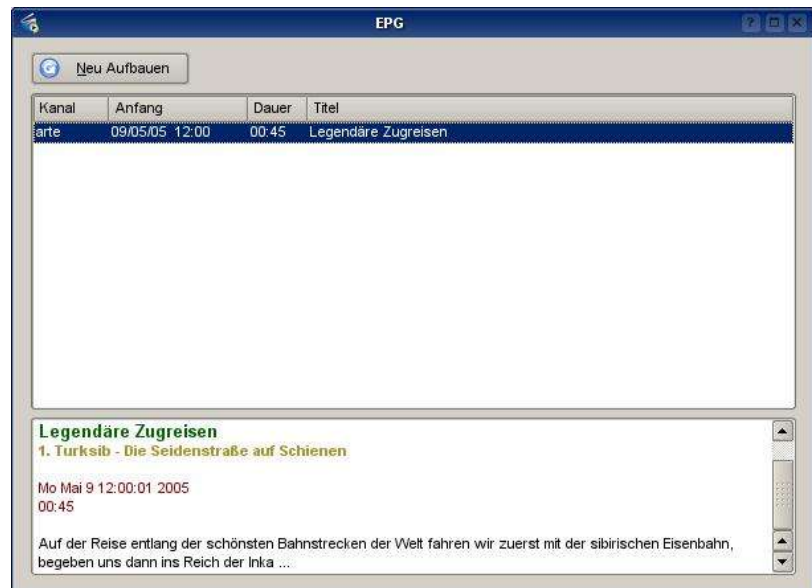 EPG
Neu Aufbauen
Kanal Anfang Dauer Titel
arte 09/05/05 12:00 00:45 Legendäre Zugreisen
Legendäre Zugreisen
1. Turksib - Die Seidenstraße auf Schienen
Mo Mai 9 12:00:01 2005
00:45
Auf der Reise entlang der schönsten Bahnstrecken der Welt fahren wir zuerst mit der sibirischen Eisenbahn,
begeben uns dann ins Reich der Inka ...